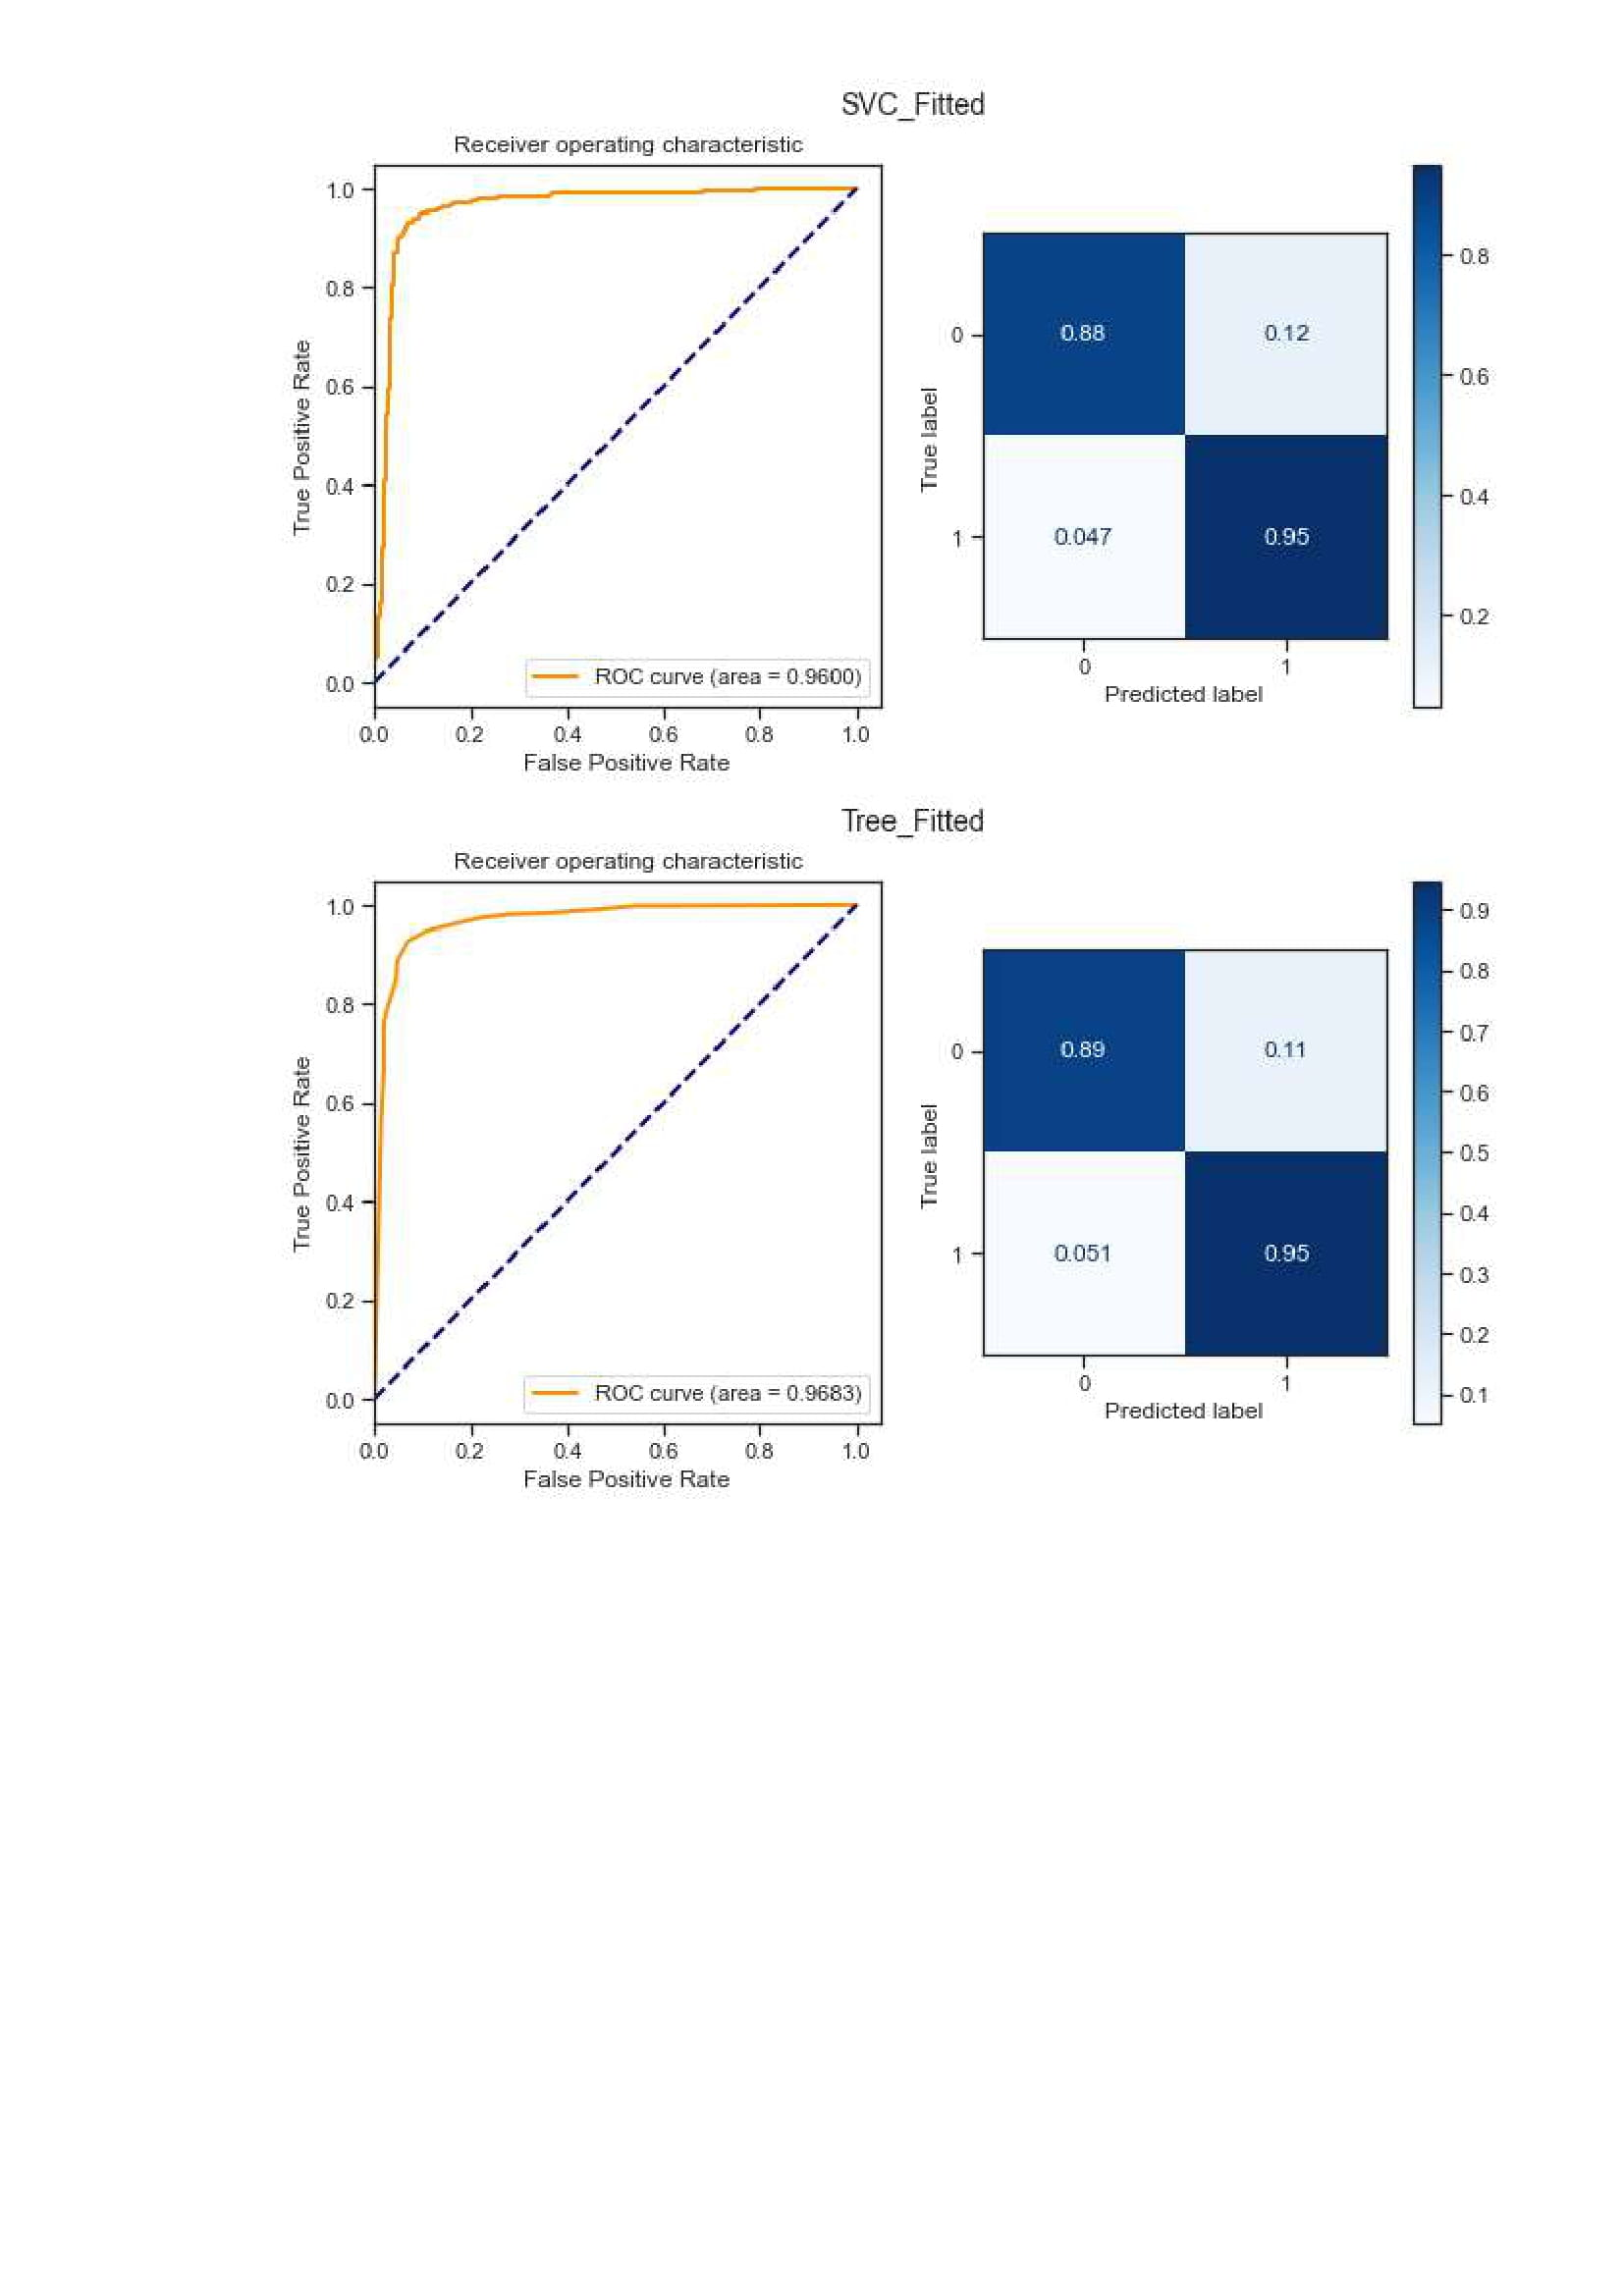 SVC_Fitted
Receiver operating characteristic
1.0
0.8
0.6
0.4
0.2
0.0
True Positive Rate
0.0 0.2 0.4 0.6 0.8 1.0
False Positive Rate
ROC curve (area = 0.9600)
True label
0
1
0.88 0.12
0.047 0.95
0 1
Predicted label
0.8
0.6
0.4
0.2
Tree_Fitted
Receiver operating characteristic
1.0
0.8
0.6
0.4
0.2
0.0
True Positive Rate
0.0 0.2 0.4 0.6 0.8 1.0
False Positive Rate
ROC curve (area = 0.9683)
True label
0
1
0.89 0.11
0.051 0.95
0 1
Predicted label
0.9
0.8
0.7
0.6
0.5
0.4
0.3
0.2
0.1